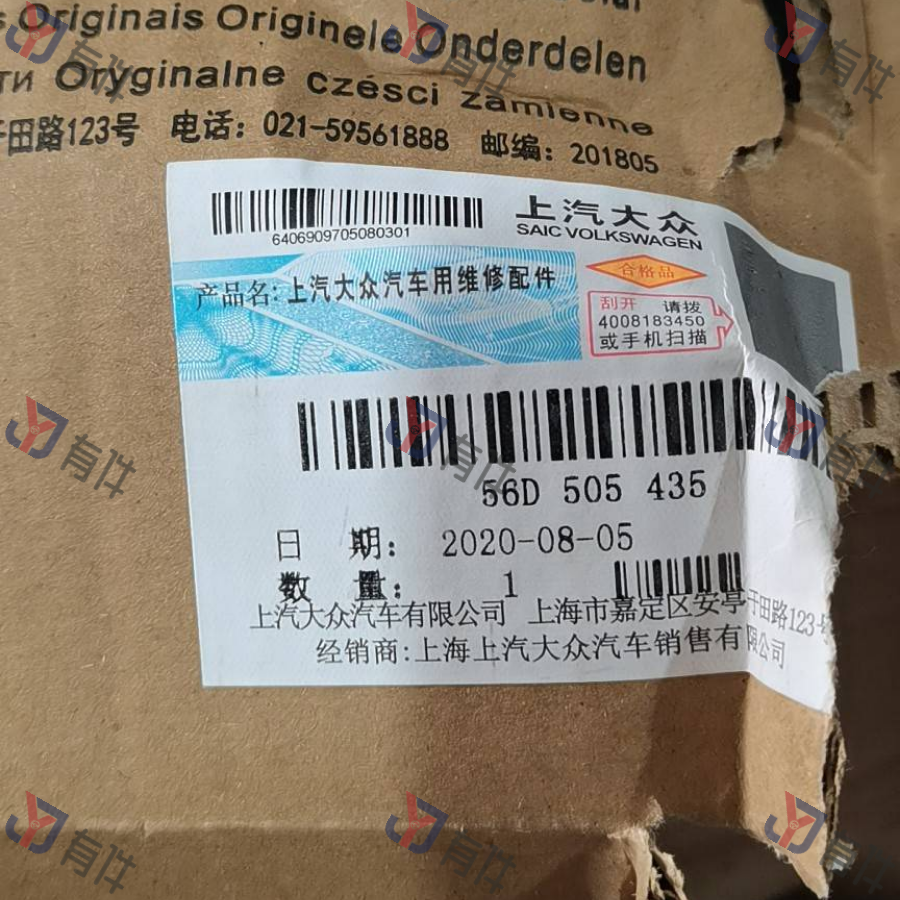 s Originais Originele Onderdelen
ти Oryginalne części zamienne
于田路123号 电话：021-59561888 邮编：201805
6406909705080301
上汽大众
SAIC VOLKSWAGEN
产品名: 上汽大众汽车用维修配件
合格品
刮开 请拨
4008183450
或手机扫描
56D 505 435
日 期： 2020-08-05
数 量： 1
上汽大众汽车有限公司 上海市嘉定区安亭于田路123号
经销商:上海上汽大众汽车销售有限公司
有件